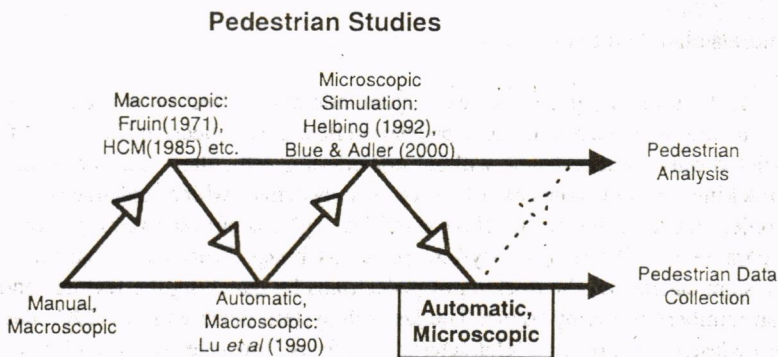 Pedestrian Studies
Macroscopic:
Fruin(1971),
HCM(1985) etc.
Microscopic
Simulation:
Helbing (1992),
Blue & Adler (2000)
Pedestrian
Analysis
Manual,
Macroscopic
Automatic,
Macroscopic:
Lu et al (1990)
Automatic,
Microscopic
Pedestrian Data
Collection